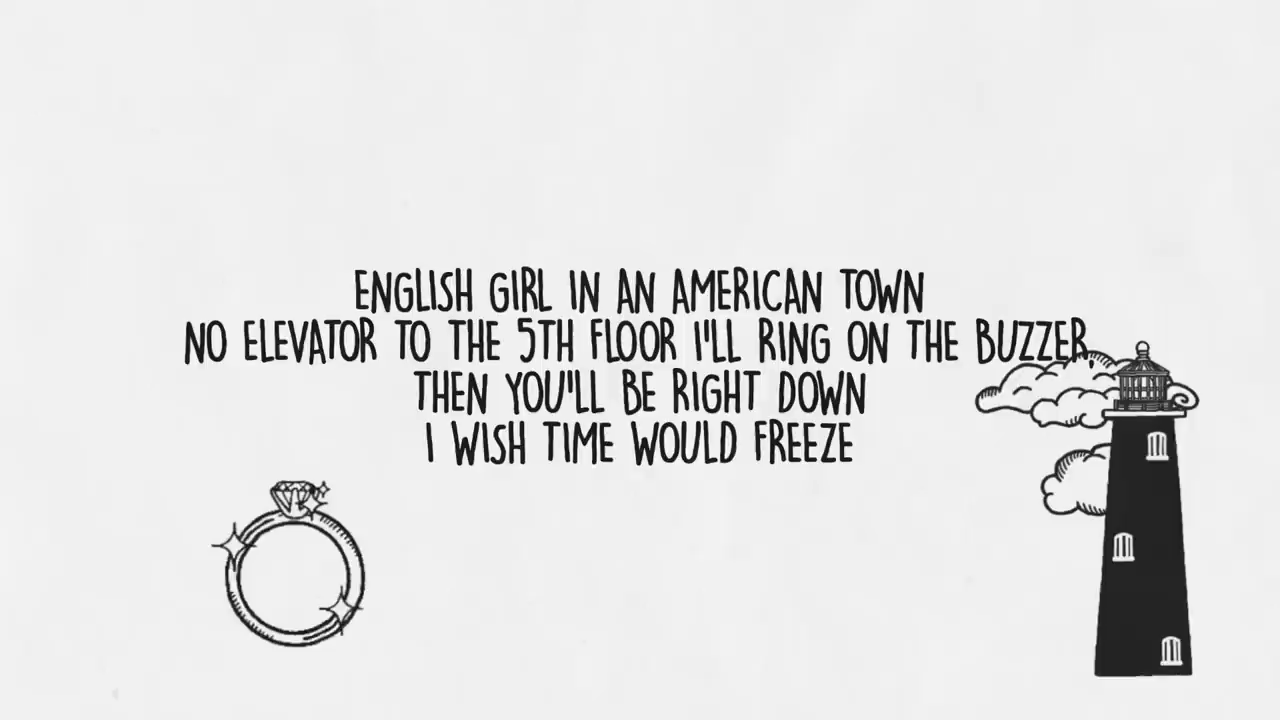 ENGLISH GIRL IN AN AMERICAN TOWN
NO ELEVATOR TO THE 5TH FLOOR I'LL RING ON THE BUZZER,
THEN YOU'LL BE RIGHT DOWN
I WISH TIME WOULD FREEZE